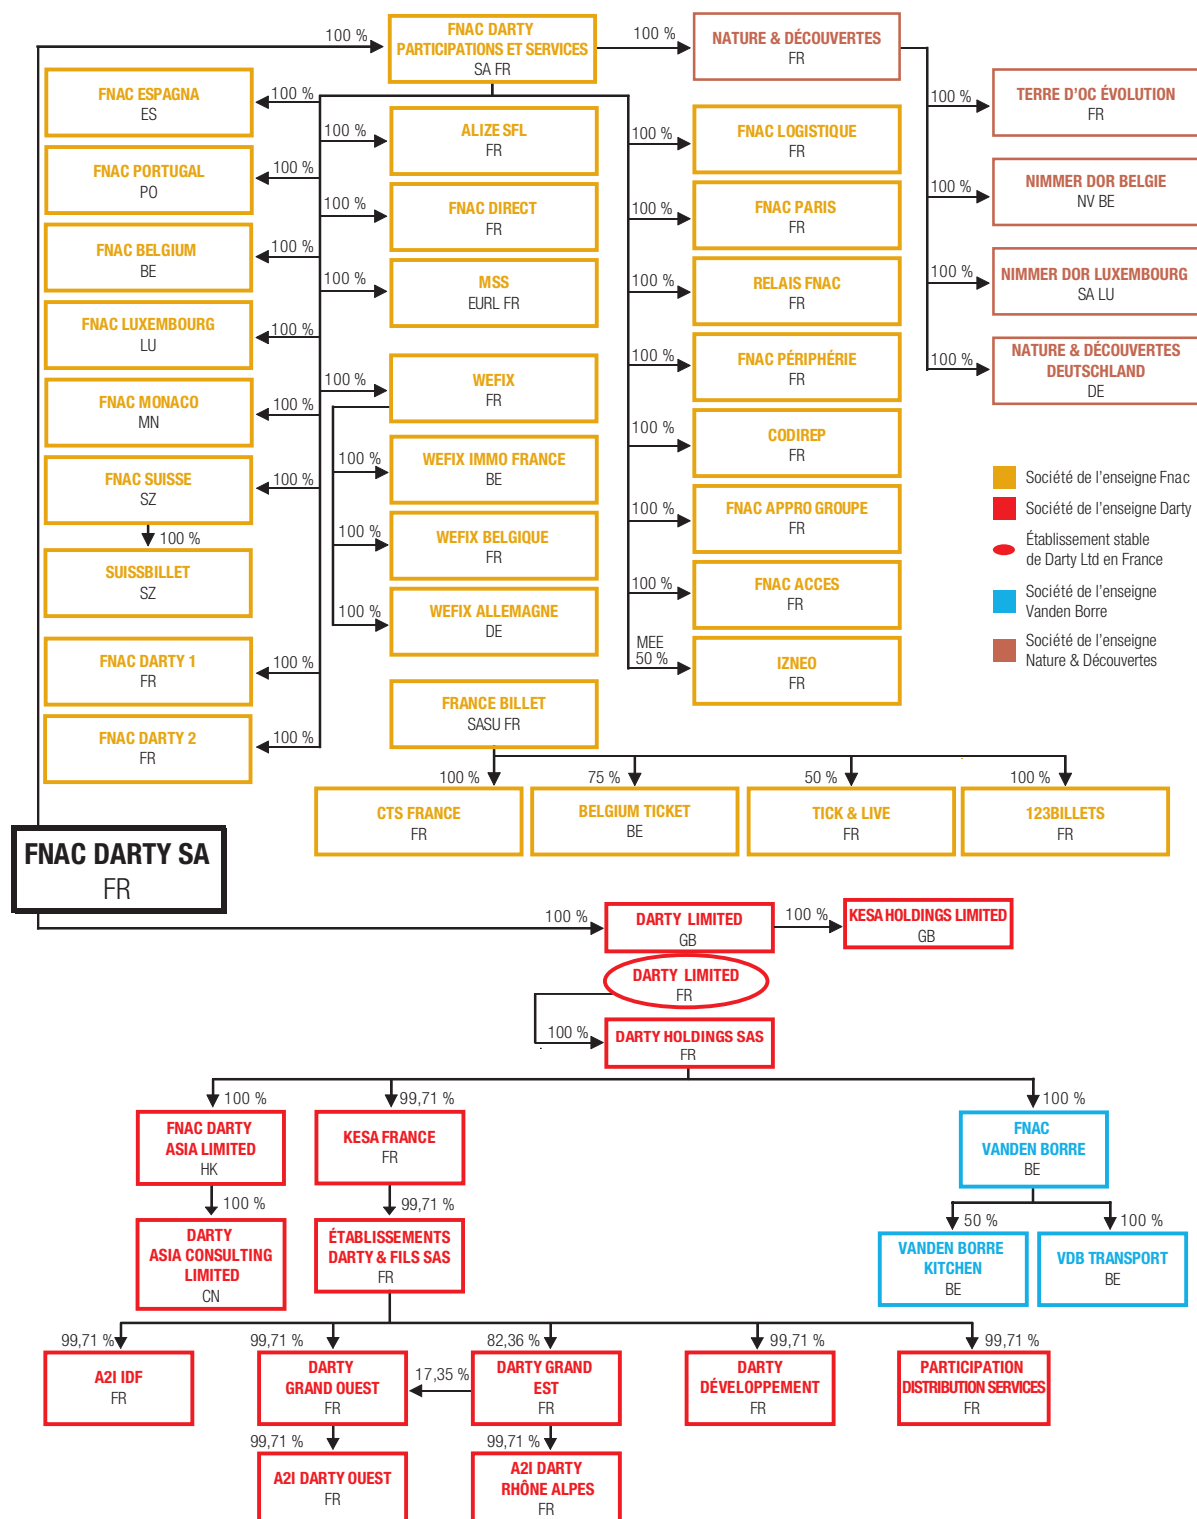 100 %
FNAC DARTY
PARTICIPATIONS ET SERVICES
SA FR
100 %
NATURE & DÉCOUVERTES
FR
FNAC ESPAGNA
ES
100 %
FNAC PORTUGAL
PO
100 %
FNAC BELGIUM
BE
100 %
FNAC LUXEMBOURG
LU
100 %
FNAC MONACO
MN
100 %
FNAC SUISSE
SZ
100 %
100 %
SUISSBILLET
SZ
FNAC DARTY 1
FR
100 %
FNAC DARTY 2
FR
100 %
100 %
ALIZE SFL
FR
100 %
FNAC DIRECT
FR
100 %
MSS
EURL FR
100 %
WEFIX
FR
100 %
WEFIX IMMO FRANCE
BE
100 %
WEFIX BELGIQUE
FR
100 %
WEFIX ALLEMAGNE
DE
FRANCE BILLET
SASU FR
100 %
FNAC LOGISTIQUE
FR
100 %
FNAC PARIS
FR
100 %
RELAIS FNAC
FR
100 %
FNAC PÉRIPHÉRIE
FR
100 %
CODIREP
FR
100 %
FNAC APPRO GROUPE
FR
100 %
FNAC ACCES
FR
MEE
50 %
IZNEO
FR
100 %
TERRE D’OC ÉVOLUTION
FR
100 %
NIMMER DOR BELGIE
NV BE
100 %
NIMMER DOR LUXEMBOURG
SA LU
100 %
NATURE & DÉCOUVERTES
DEUTSCHLAND
DE
Société de l’enseigne Fnac
Société de l’enseigne Darty
Établissement stable
de Darty Ltd en France
Société de l’enseigne
Vanden Borre
Société de l’enseigne
Nature & Découvertes
100 %
75 %
50 %
100 %
CTS FRANCE
FR
BELGIUM TICKET
BE
TICK & LIVE
FR
123BILLETS
FR
FNAC DARTY SA
FR
100 %
DARTY LIMITED
GB
100 %
KESA HOLDINGS LIMITED
GB
DARTY LIMITED
FR
100 %
DARTY HOLDINGS SAS
FR
100 %
99,71 %
100 %
FNAC DARTY
ASIA LIMITED
HK
KESA FRANCE
FR
FNAC
VANDEN BORRE
BE
100 %
99,71 %
50 %
100 %
DARTY
ASIA CONSULTING
LIMITED
CN
ÉTABLISSEMENTS
DARTY & FILS SAS
FR
VANDEN BORRE
KITCHEN
BE
VDB TRANSPORT
BE
99,71 %
99,71 %
82,36 %
99,71 %
99,71 %
A2I IDF
FR
DARTY
GRAND OUEST
FR
17,35 %
DARTY GRAND
EST
FR
DARTY
DÉVELOPPEMENT
FR
PARTICIPATION
DISTRIBUTION SERVICES
FR
99,71 %
99,71 %
A2I DARTY OUEST
FR
A2I DARTY
RHÔNE ALPES
FR